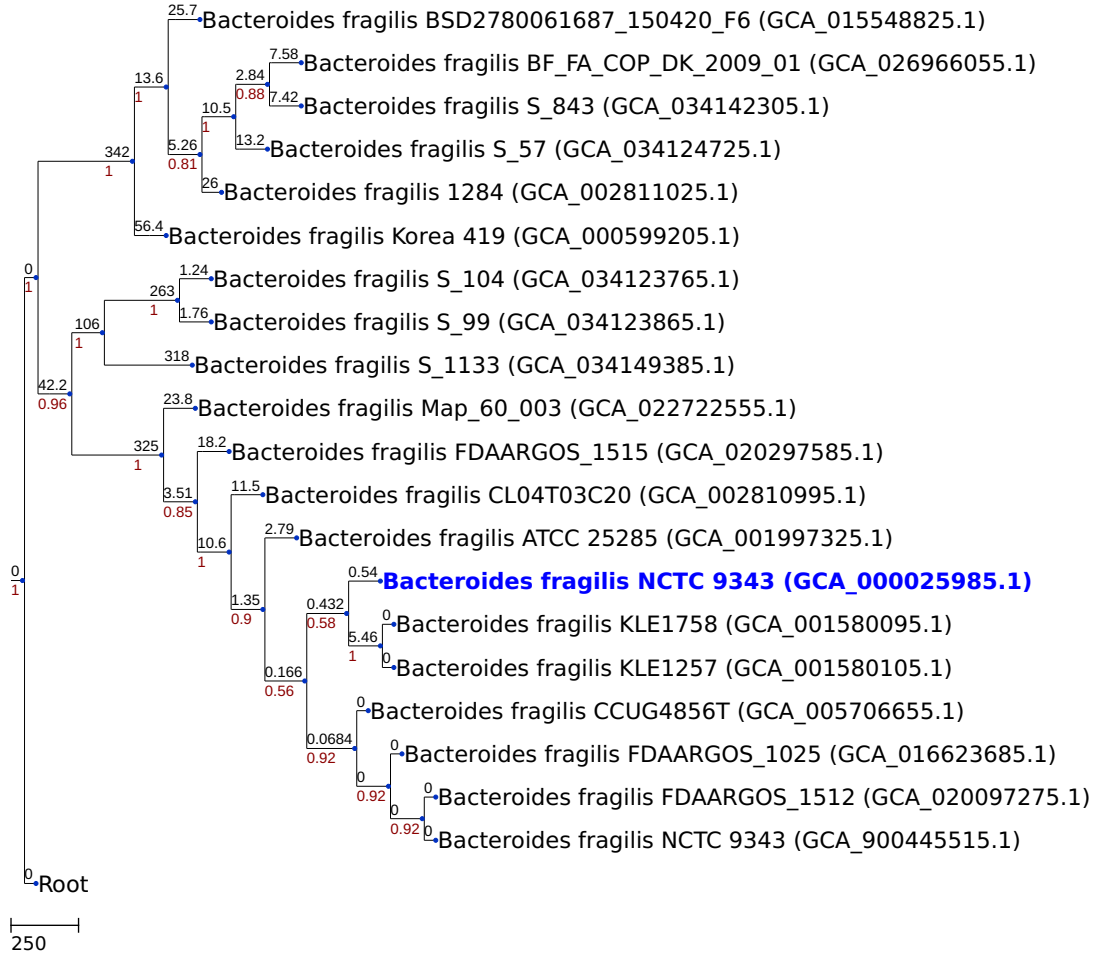 25.7
Bacteroides fragilis BSD2780061687_150420_F6 (GCA_015548825.1)
7.58
Bacteroides fragilis BF_FA_COP_DK_2009_01 (GCA_026966055.1)
13.6
1
2.84
0.88
7.42
Bacteroides fragilis S_843 (GCA_034142305.1)
10.5
1
13.2
Bacteroides fragilis S_57 (GCA_034124725.1)
342
1
5.26
0.81
26
Bacteroides fragilis 1284 (GCA_002811025.1)
56.4
Bacteroides fragilis Korea 419 (GCA_000599205.1)
0
1
1.24
Bacteroides fragilis S_104 (GCA_034123765.1)
263
1
1.76
Bacteroides fragilis S_99 (GCA_034123865.1)
106
1
318
Bacteroides fragilis S_1133 (GCA_034149385.1)
42.2
0.96
23.8
Bacteroides fragilis Map_60_003 (GCA_022722555.1)
325
1
18.2
Bacteroides fragilis FDAARGOS_1515 (GCA_020297585.1)
3.51
0.85
11.5
Bacteroides fragilis CL04T03C20 (GCA_002810995.1)
10.6
1
2.79
Bacteroides fragilis ATCC 25285 (GCA_001997325.1)
0
1
0.54
Bacteroides fragilis NCTC 9343 (GCA_000025985.1)
1.35
0.9
0.432
0.58
0
Bacteroides fragilis KLE1758 (GCA_001580095.1)
5.46
1
0
Bacteroides fragilis KLE1257 (GCA_001580105.1)
0.166
0.56
0
Bacteroides fragilis CCUG4856T (GCA_005706655.1)
0.0684
0.92
0
Bacteroides fragilis FDAARGOS_1025 (GCA_016623685.1)
0
0.92
0
Bacteroides fragilis FDAARGOS_1512 (GCA_020097275.1)
0
0.92
0
Bacteroides fragilis NCTC 9343 (GCA_900445515.1)
0
Root
250